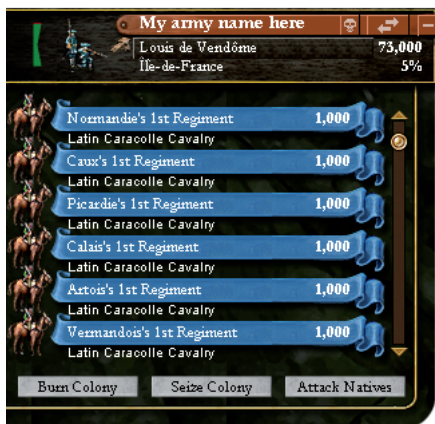 My army name here
Louis de Vendôme 73,000
Île-de-France 5%
Normandie's 1st Regiment 1,000
Latin Caracolle Cavalry
Caux's 1st Regiment 1,000
Latin Caracolle Cavalry
Picardie's 1st Regiment 1,000
Latin Caracolle Cavalry
Calais's 1st Regiment 1,000
Latin Caracolle Cavalry
Artois's 1st Regiment 1,000
Latin Caracolle Cavalry
Vermandois's 1st Regiment 1,000
Latin Caracolle Cavalry
Burn Colony Seize Colony Attack Natives